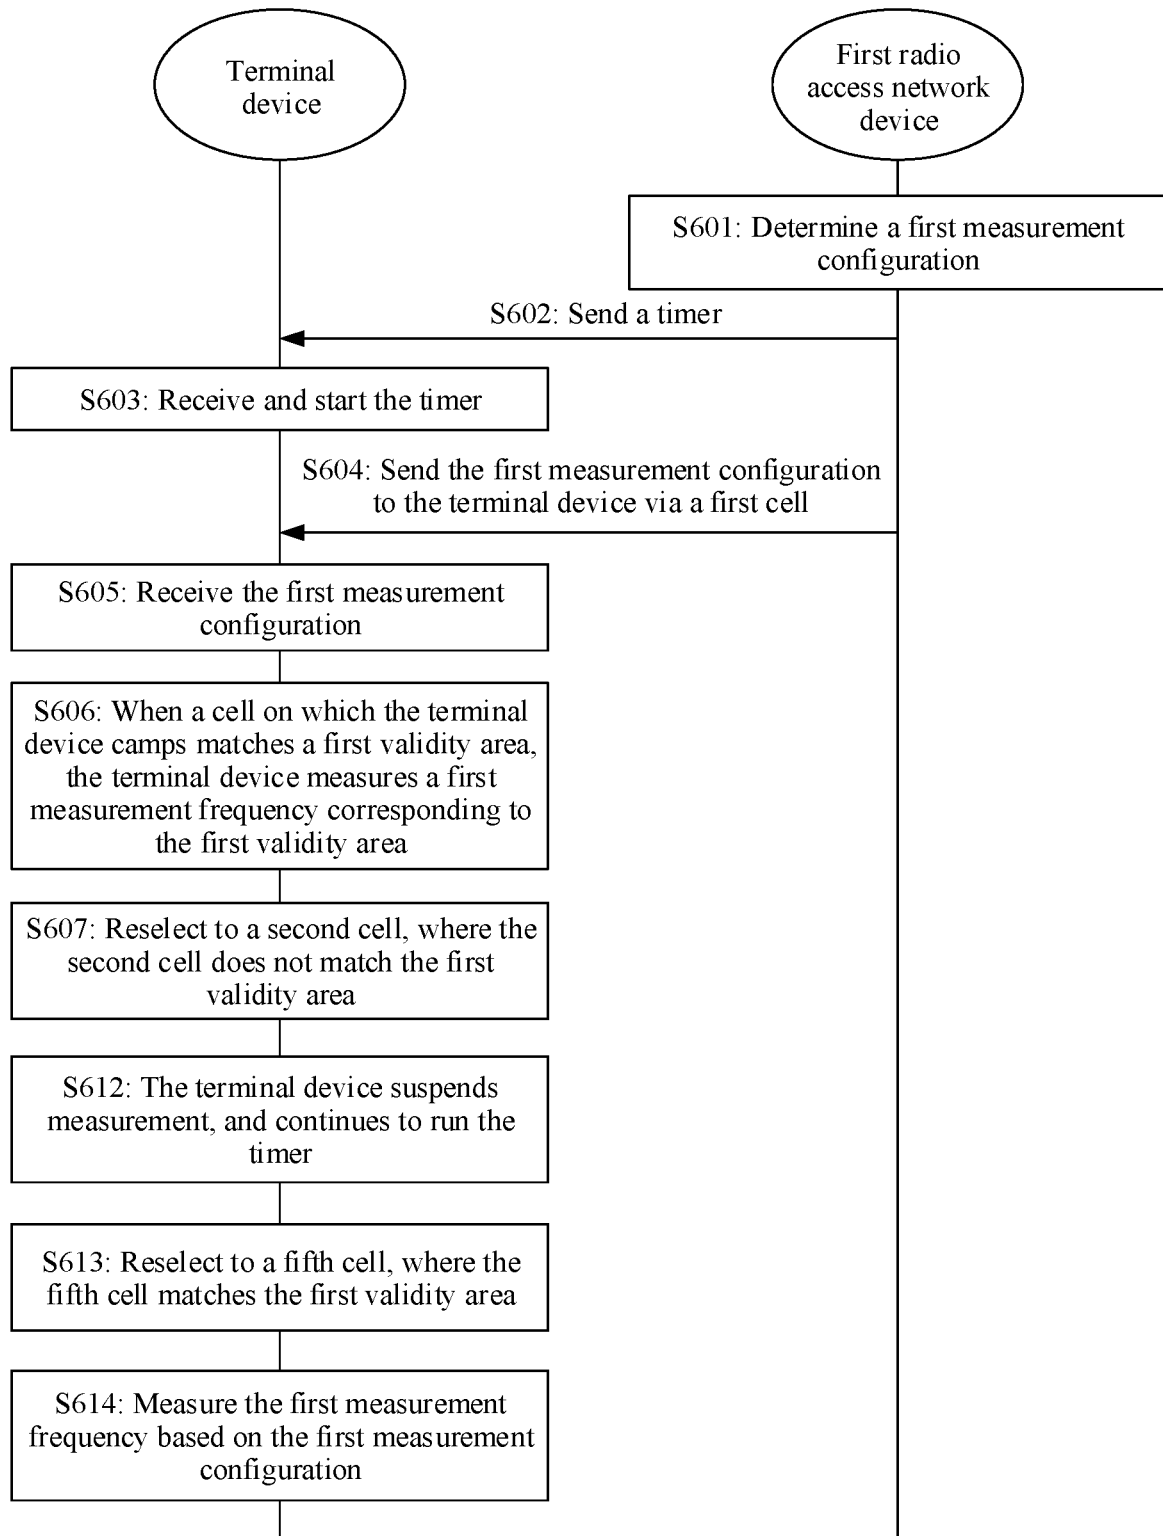 Terminal
device
First radio
access network
device
S601: Determine a first measurement
configuration
S602: Send a timer
S603: Receive and start the timer
S604: Send the first measurement configuration
to the terminal device via a first cell
S605: Receive the first measurement
configuration
S606: When a cell on which the terminal
device camps matches a first validity area,
the terminal device measures a first
measurement frequency corresponding to
the first validity area
S607: Reselect to a second cell, where the
second cell does not match the first
validity area
S612: The terminal device suspends
measurement, and continues to run the
timer
S613: Reselect to a fifth cell, where the
fifth cell matches the first validity area
S614: Measure the first measurement
frequency based on the first measurement
configuration